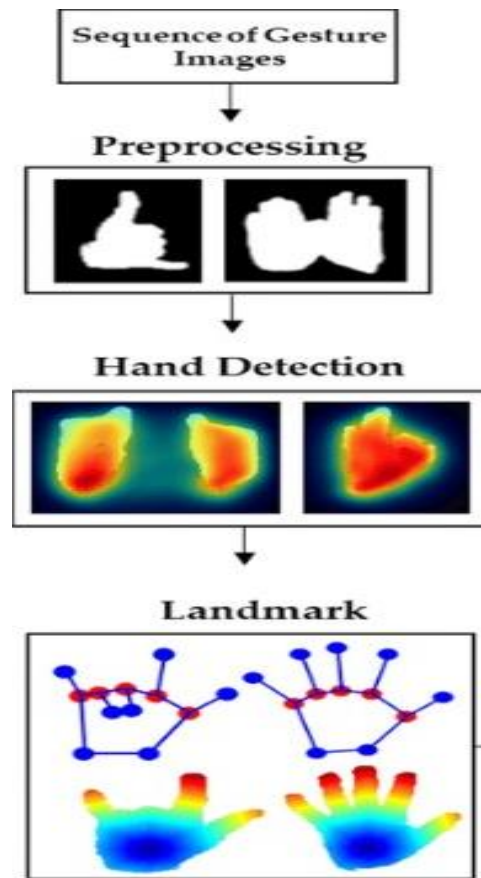 Sequence of Gesture
Images
Preprocessing
Hand Detection
Landmark